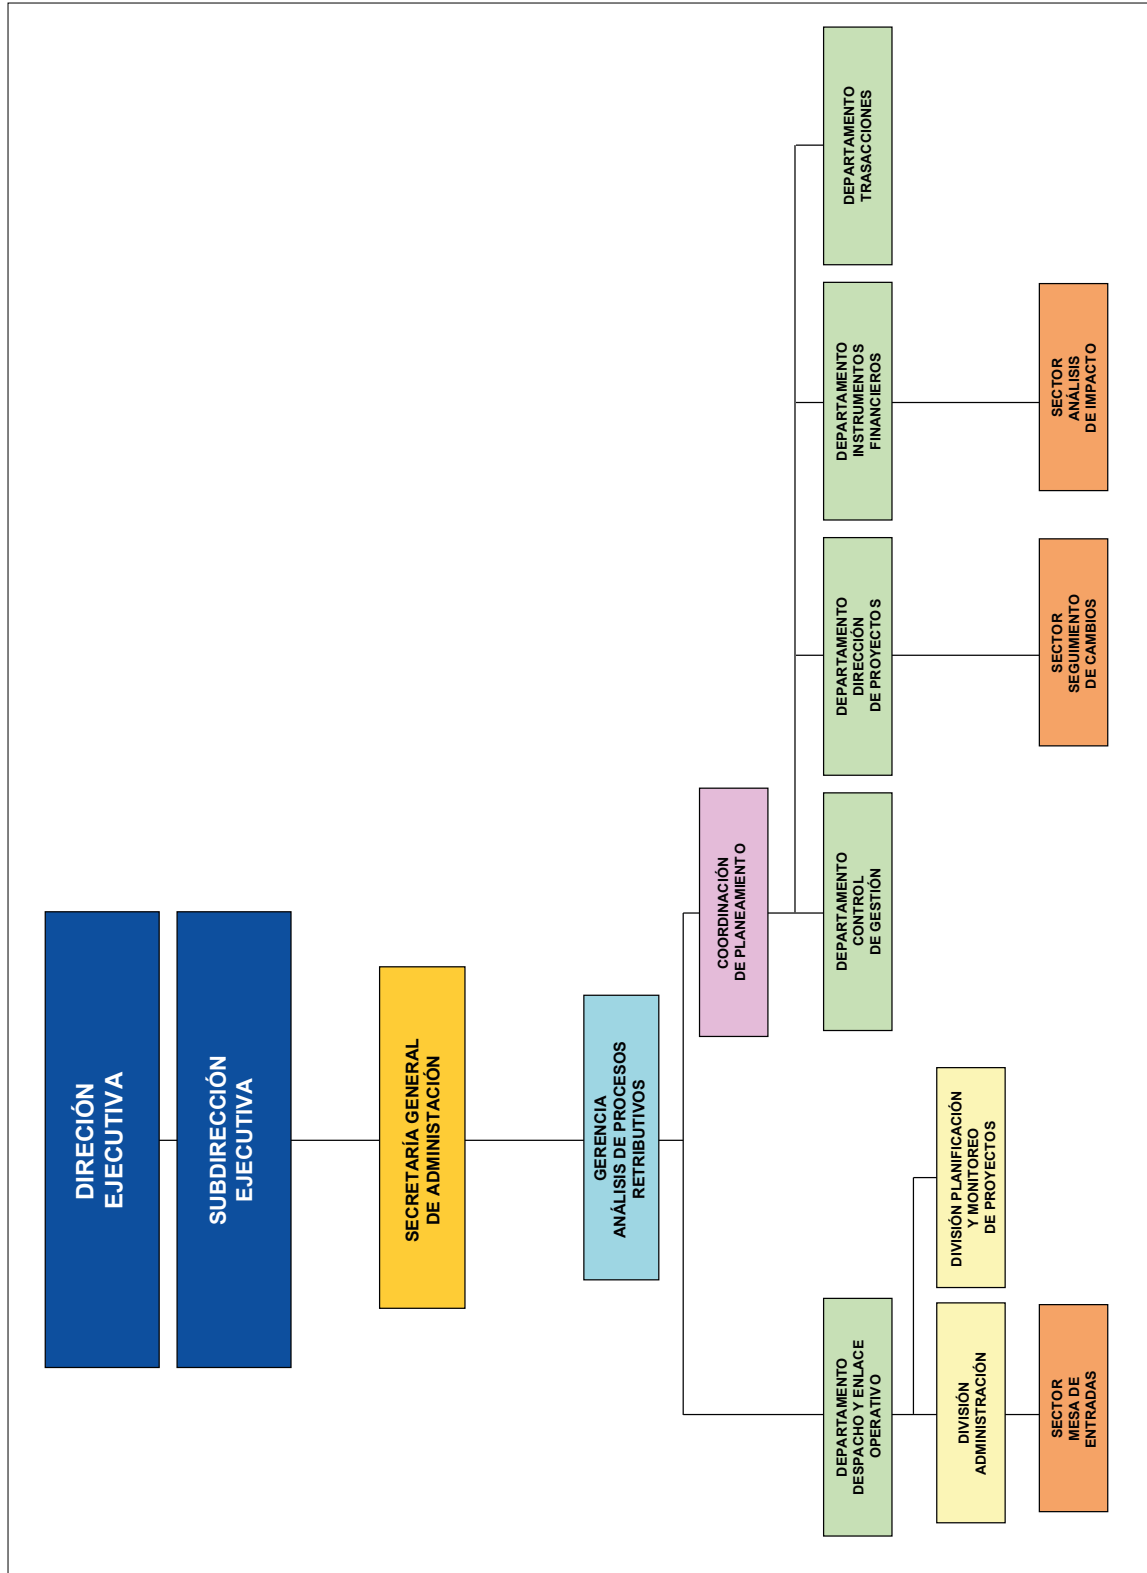 DIRECIÓN
EJECUTIVA
SUBDIRECCIÓN
EJECUTIVA
SECRETARÍA GENERAL
DE ADMINISTACIÓN
GERENCIA
ANÁLISIS DE PROCESOS
RETRIBUTIVOS
COORDINACIÓN
DE PLANEAMIENTO
DEPARTAMENTO
DESPACHO Y ENLACE
OPERATIVO
DEPARTAMENTO
CONTROL
DE GESTIÓN
DEPARTAMENTO
DIRECCIÓN
DE PROYECTOS
DEPARTAMENTO
INSTRUMENTOS
FINANCIEROS
DEPARTAMENTO
TRASACCIONES
DIVISIÓN
ADMINISTRACIÓN
DIVISIÓN PLANIFICACIÓN
Y MONITOREO
DE PROYECTOS
SECTOR
MESA DE
ENTRADAS
SECTOR
SEGUIMIENTO
DE CAMBIOS
SECTOR
ANÁLISIS
DE IMPACTO